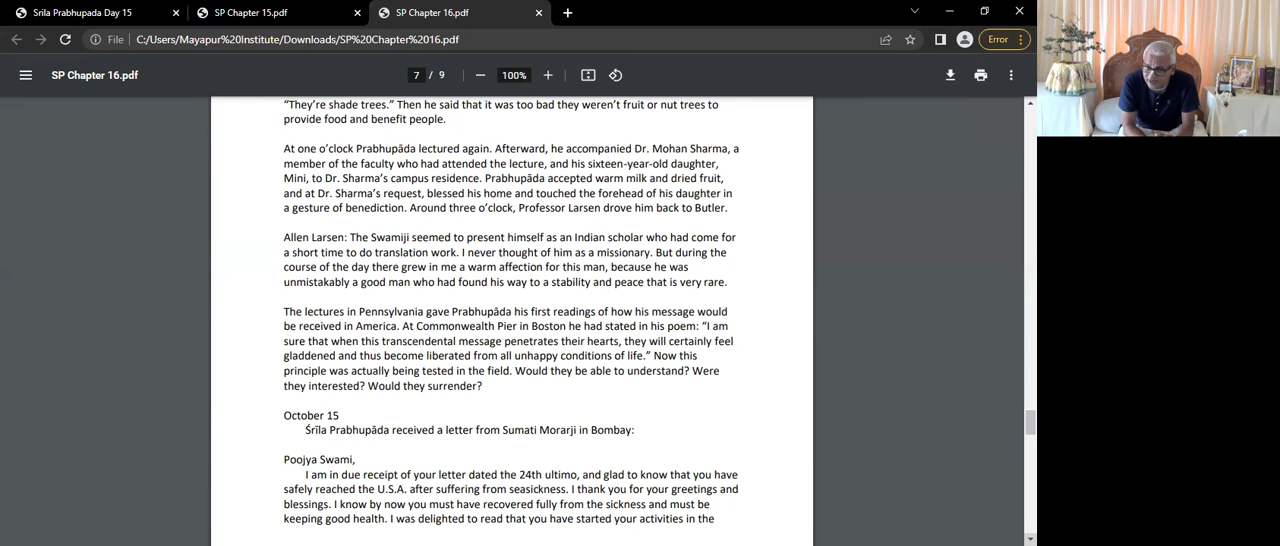 Srila Prabhupada Day 15
SP Chapter 15.pdf
SP Chapter 16.pdf
File
C:/Users/Mayapur%20Institute/Downloads/SP%20Chapter%2016.pdf
Error
SP Chapter 16.pdf
7 / 9
100%
“They’re shade trees.” Then he said that it was too bad they weren’t fruit or nut trees to
provide food and benefit people.
At one o’clock Prabhupāda lectured again. Afterward, he accompanied Dr. Mohan Sharma, a
member of the faculty who had attended the lecture, and his sixteen-year-old daughter,
Mini, to Dr. Sharma’s campus residence. Prabhupāda accepted warm milk and dried fruit,
and at Dr. Sharma’s request, blessed his home and touched the forehead of his daughter in
a gesture of benediction. Around three o’clock, Professor Larsen drove him back to Butler.
Allen Larsen: The Swamiji seemed to present himself as an Indian scholar who had come for
a short time to do translation work. I never thought of him as a missionary. But during the
course of the day there grew in me a warm affection for this man, because he was
unmistakably a good man who had found his way to a stability and peace that is very rare.
The lectures in Pennsylvania gave Prabhupāda his first readings of how his message would
be received in America. At Commonwealth Pier in Boston he had stated in his poem: “I am
sure that when this transcendental message penetrates their hearts, they will certainly feel
gladdened and thus become liberated from all unhappy conditions of life.” Now this
principle was actually being tested in the field. Would they be able to understand? Were
they interested? Would they surrender?
October 15
Śrīla Prabhupāda received a letter from Sumati Morarji in Bombay:
Poojya Swami,
I am in due receipt of your letter dated the 24th ultimo, and glad to know that you have
safely reached the U.S.A. after suffering from seasickness. I thank you for your greetings and
blessings. I know by now you must have recovered fully from the sickness and must be
keeping good health. I was delighted to read that you have started your activities in the